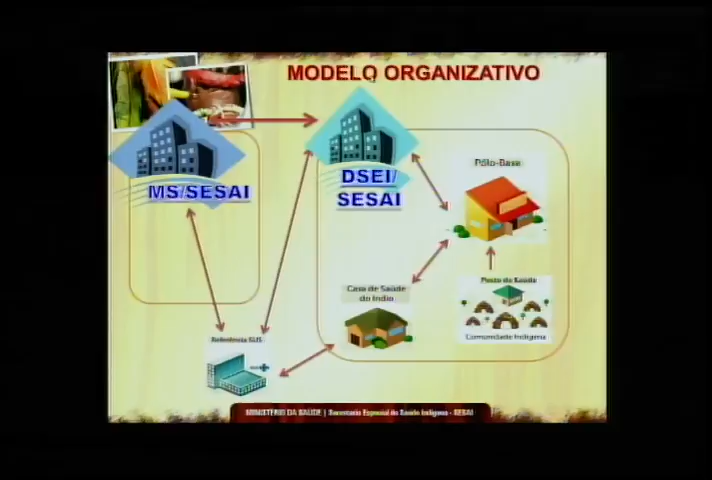 MODELO ORGANIZATIVO
MS/SESAI
DSEI/
SESAI
Pólo-Base
Casa de Saúde
do Índio
Posto de Saúde
Comunidade Indígena
Referência SUS
MINISTÉRIO DA SAÚDE | Secretaria Especial de Saúde Indígena - SESAI